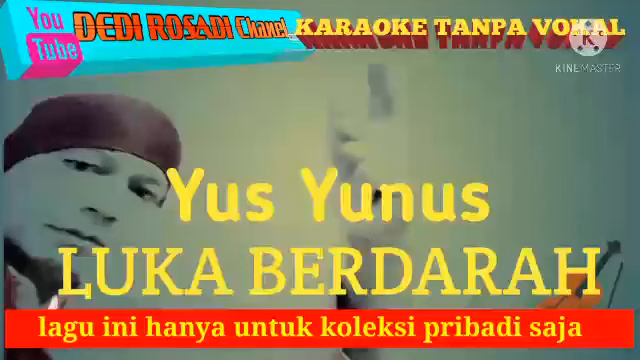 You
Tube
DEDI ROSADI Chanel
KARAOKE TANPA VOKAL
KINEMASTER
Yus Yunus
LUKA BERDARAH
lagu ini hanya untuk koleksi pribadi saja